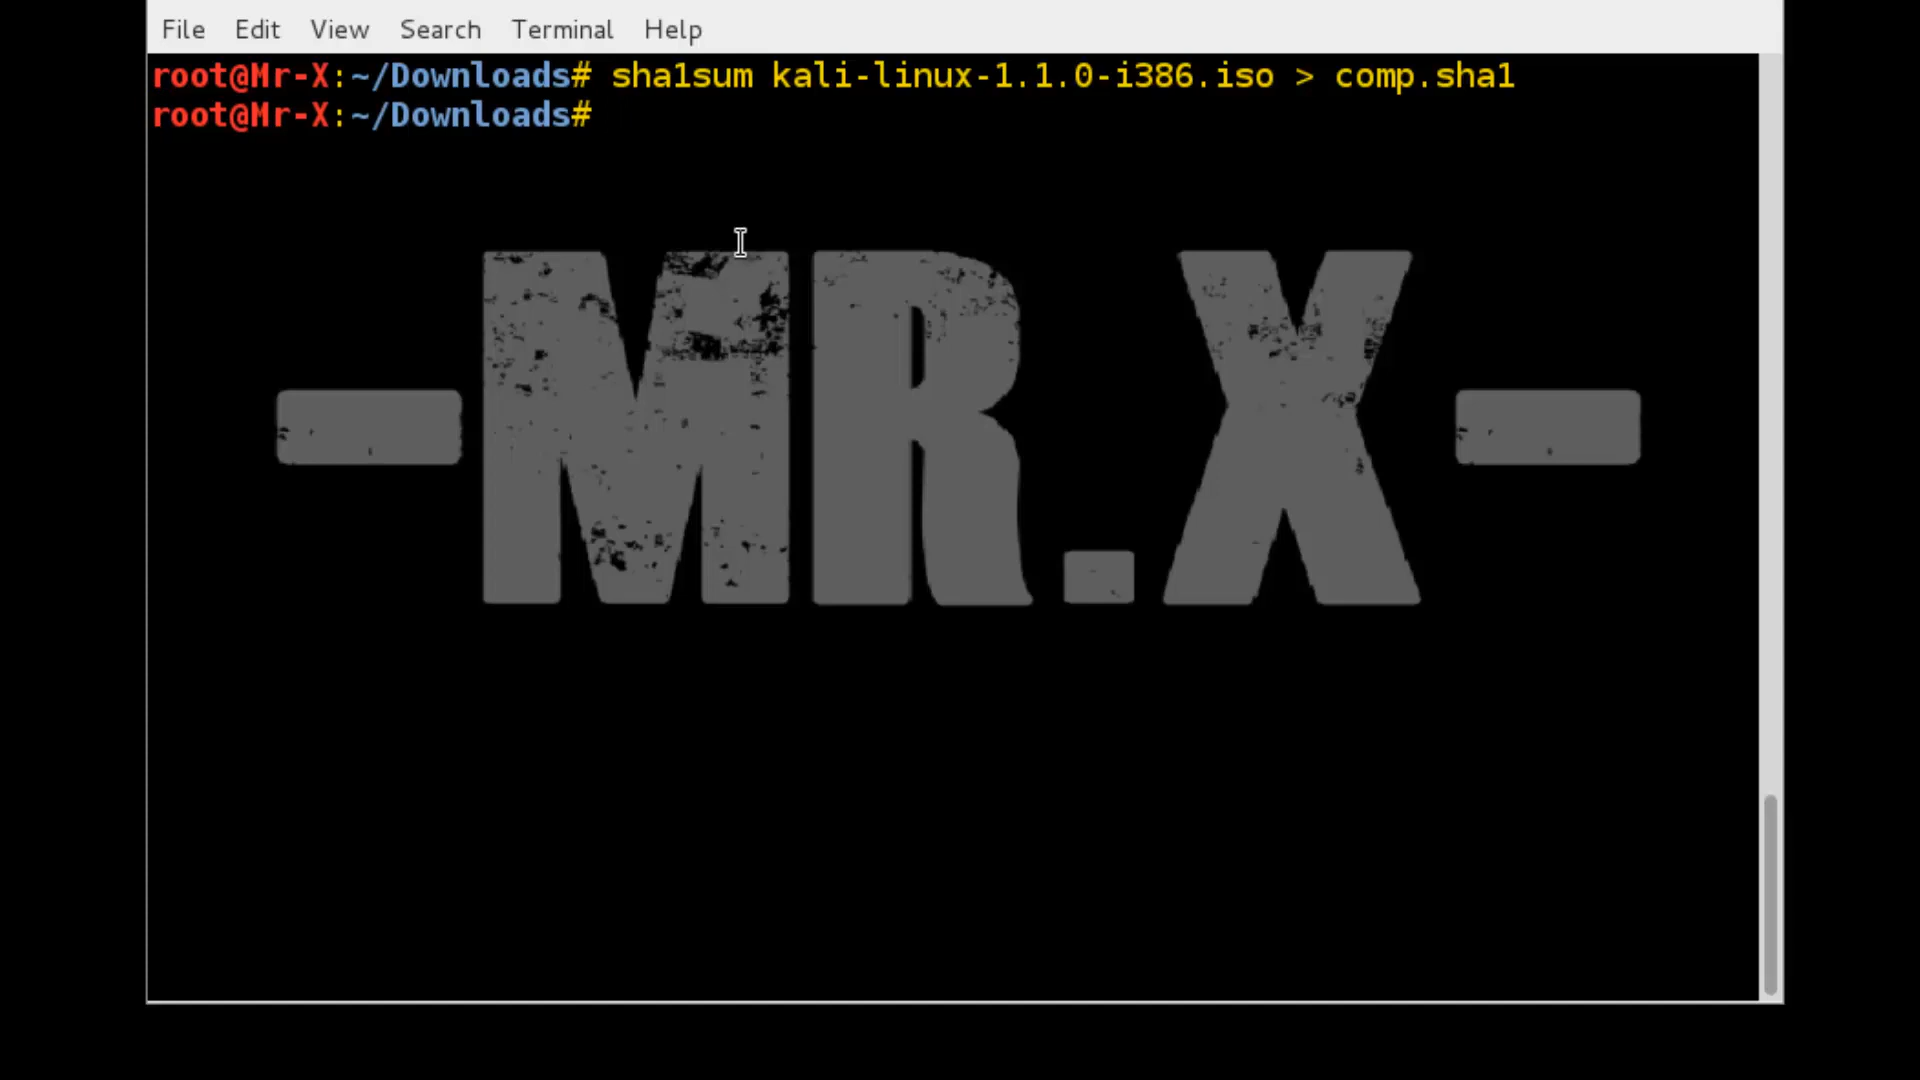 File Edit View Search Terminal Help
root@Mr-X:~/Downloads# sha1sum kali-linux-1.1.0-i386.iso > comp.sha1
root@Mr-X:~/Downloads#
-MR.X-